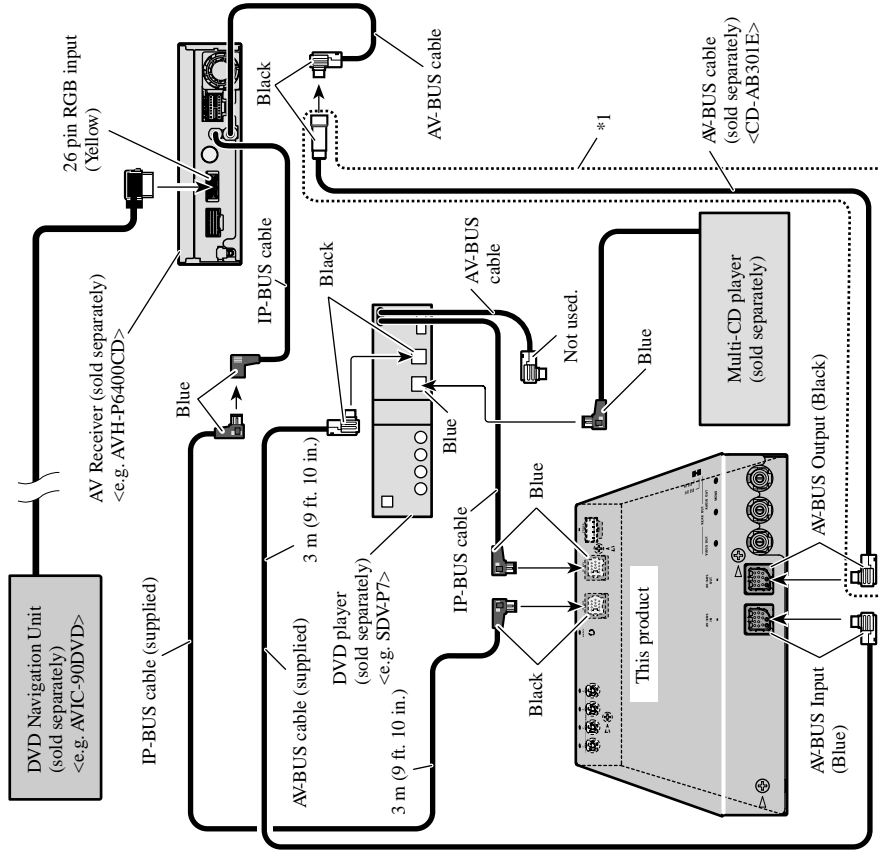 DVD Navigation Unit
(sold separately)
<e.g. AVIC-90DVD>
AV Receiver (sold separately)
<e.g. AVH-P6400CD>
26 pin RGB input
(Yellow)
Black
AV-BUS cable
IP-BUS cable
Blue
IP-BUS cable (supplied)
3 m (9 ft. 10 in.)
AV-BUS cable (supplied)
3 m (9 ft. 10 in.)
DVD player
(sold separately)
<e.g. SDV-P7>
Black
Blue
AV-BUS
cable
Not used.
*1
AV-BUS cable
(sold separately)
<CD-AB301E>
Blue
Multi-CD player
(sold separately)
IP-BUS cable
Blue
Black
This product
AV-BUS Input
(Blue)
AV-BUS Output (Black)